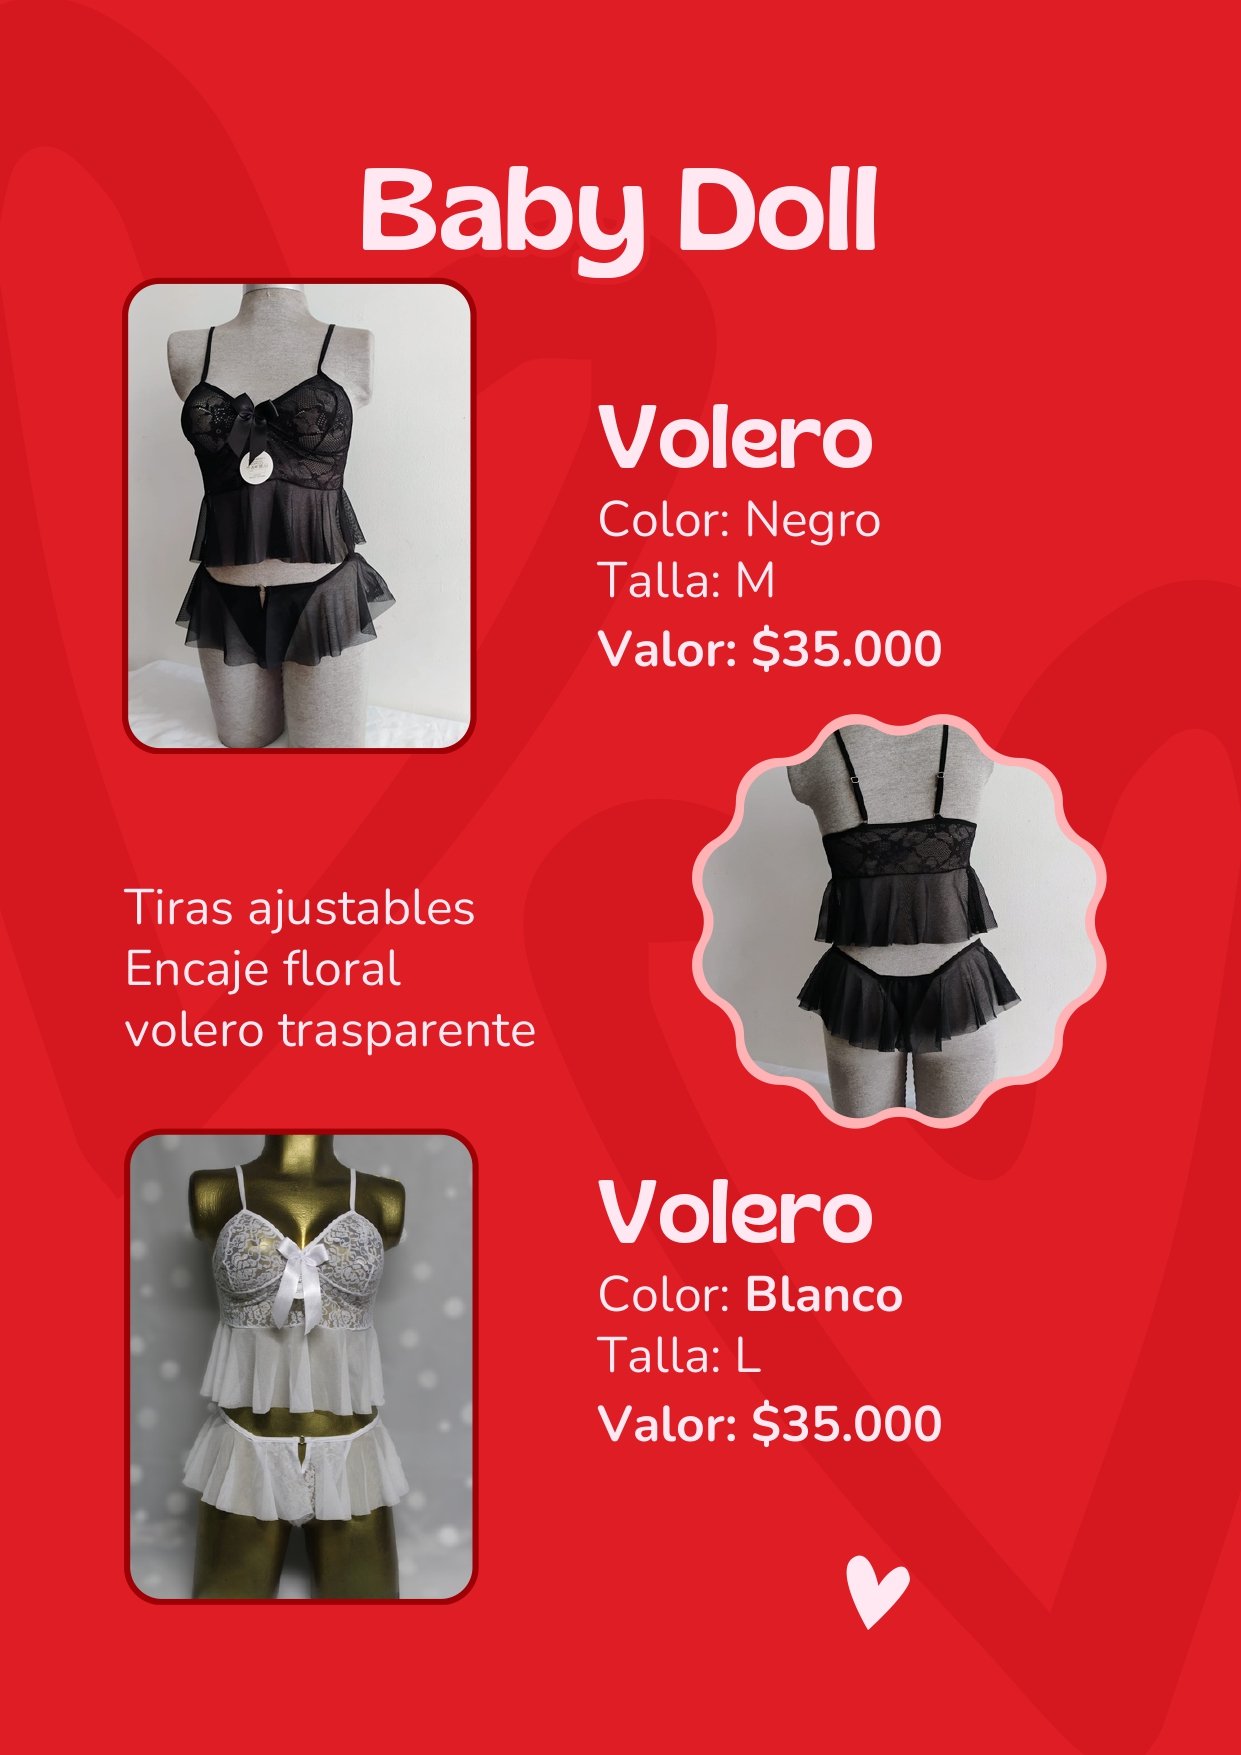 Baby Doll
Volero
Color: Negro
Talla: M
Valor: $35.000
Tiras ajustables
Encaje floral
volero trasparente
Volero
Color: Blanco
Talla: L
Valor: $35.000